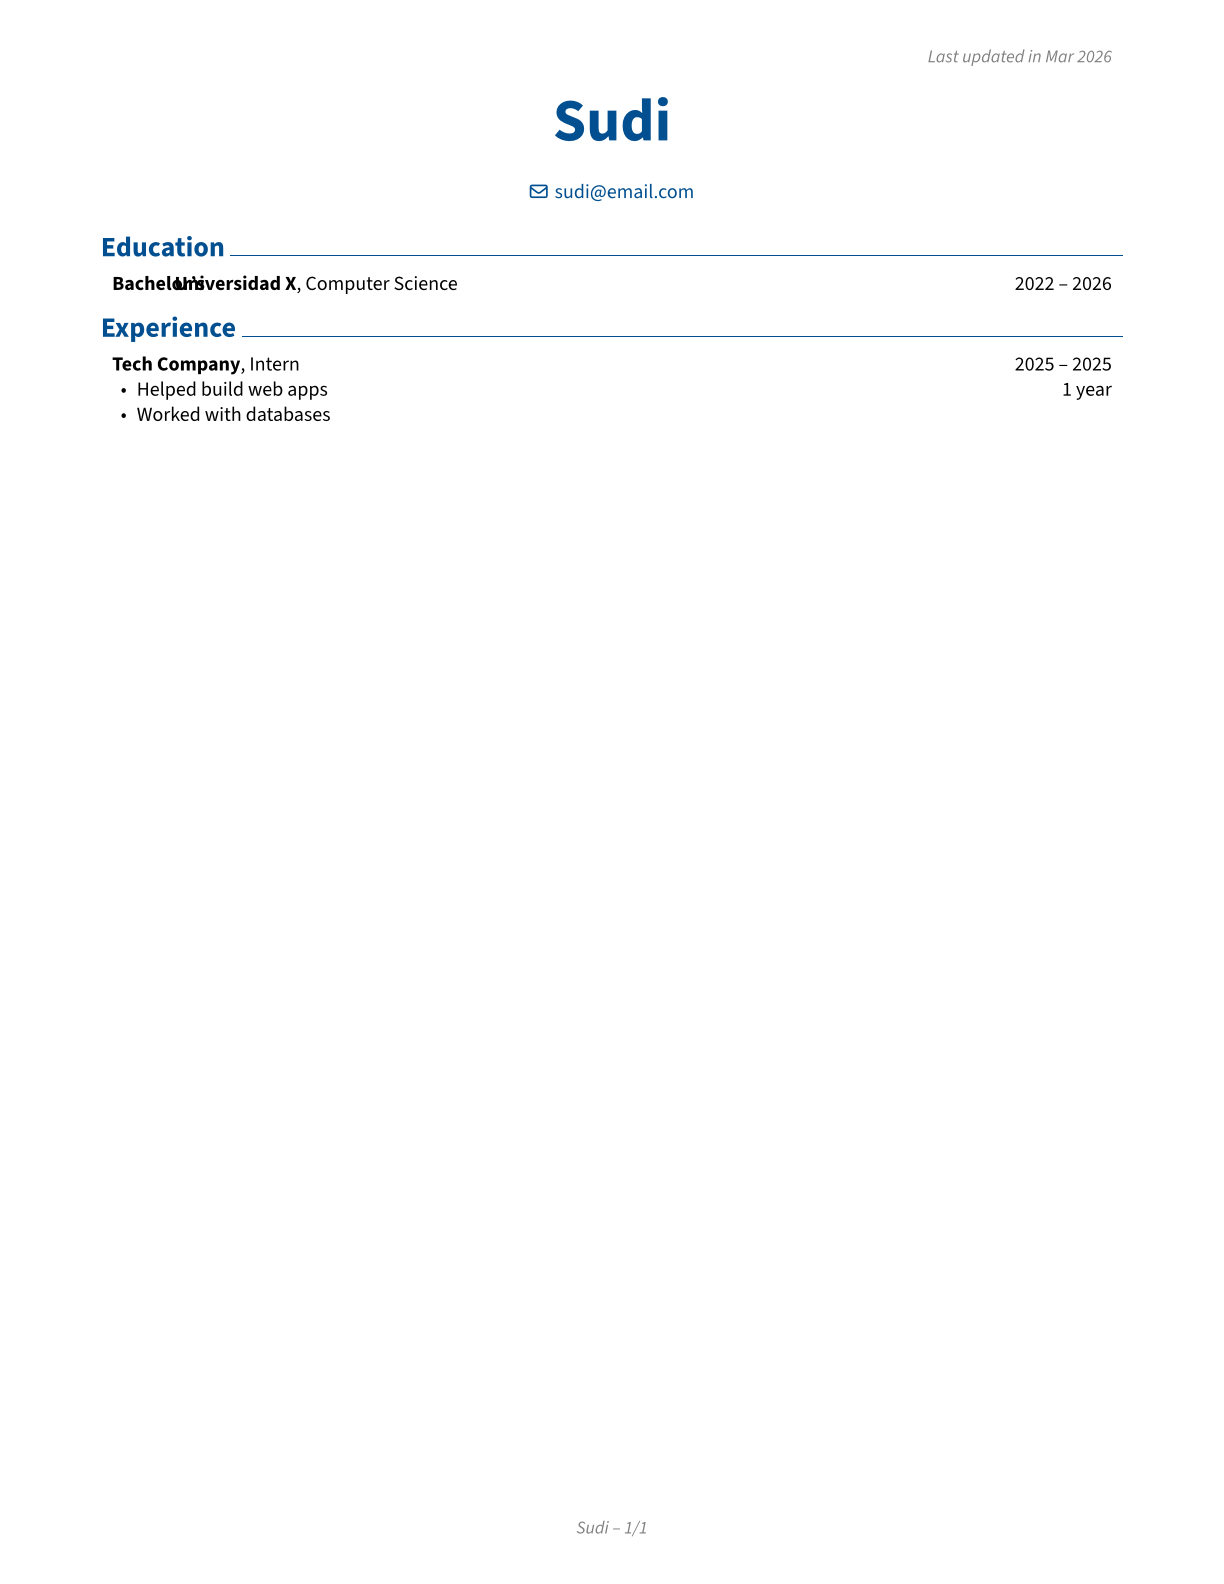 Last updated in Mar 2026
Sudi
sudi@email.com
Education
Bachelor's Universidad X, Computer Science 2022 – 2026
Experience
Tech Company, Intern 2025 – 2025
• Helped build web apps 1 year
• Worked with databases
Sudi – 1/1